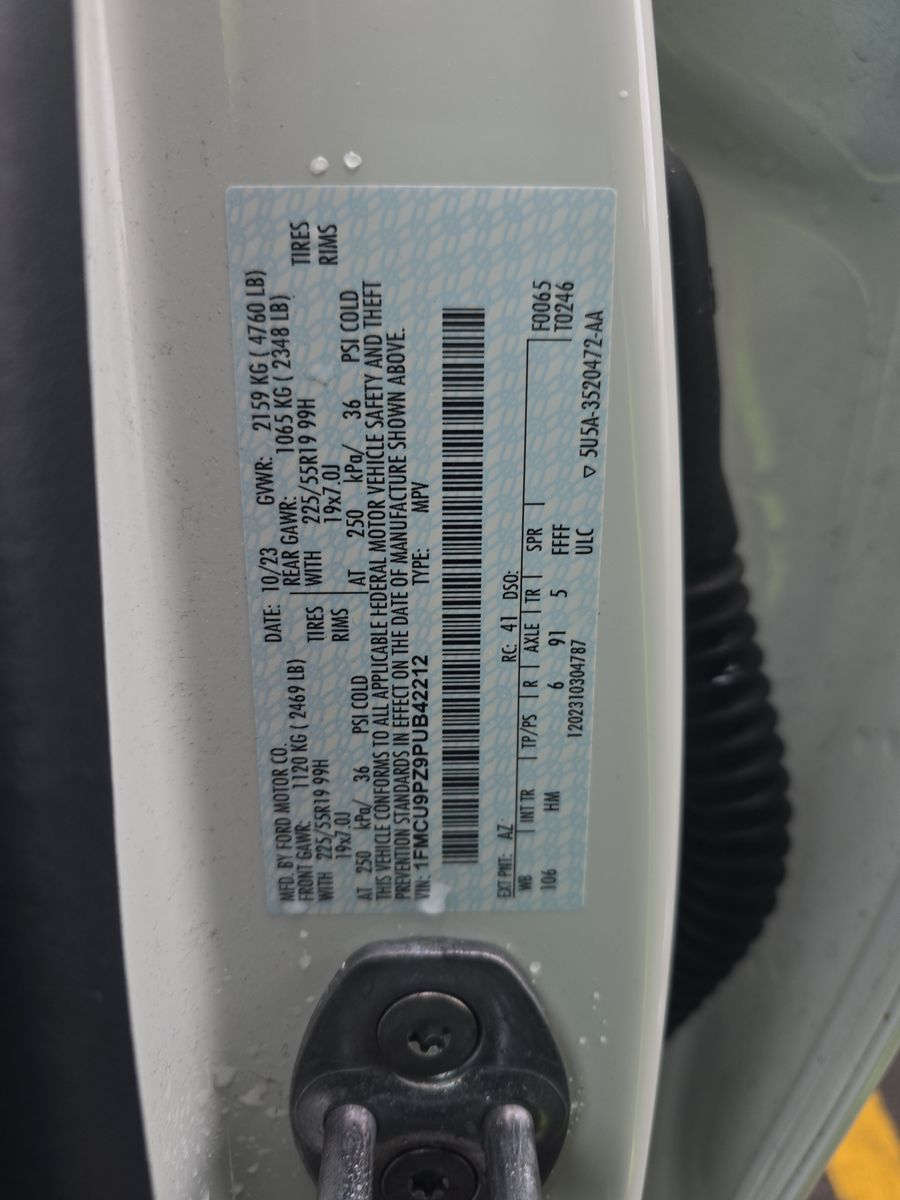 MFD. BY FORD MOTOR CO. DATE: 10/23 GVWR: 2159 KG ( 4760 LB)
FRONT GAWR: 1120 KG ( 2469 LB) REAR GAWR: 1065 KG ( 2348 LB)
WITH 225/55R19 99H TIRES WITH 225/55R19 99H TIRES
19x7.0J RIMS 19x7.0J RIMS
AT 250 kPa/ 36 PSI COLD AT 250 kPa/ 36 PSI COLD
THIS VEHICLE CONFORMS TO ALL APPLICABLE FEDERAL MOTOR VEHICLE SAFETY AND THEFT
PREVENTION STANDARDS IN EFFECT ON THE DATE OF MANUFACTURE SHOWN ABOVE.
VIN: 1FMCU9PZ9PUB42212 TYPE: MPV
EXT PNT: AZ RC: 41 DSO: F0065
WB INT TR TP/PS R AXLE TR SPR T0246
106 HM 6 91 5 FFFF
1202310304787 ULC ▽ 5U5A-3520472-AA